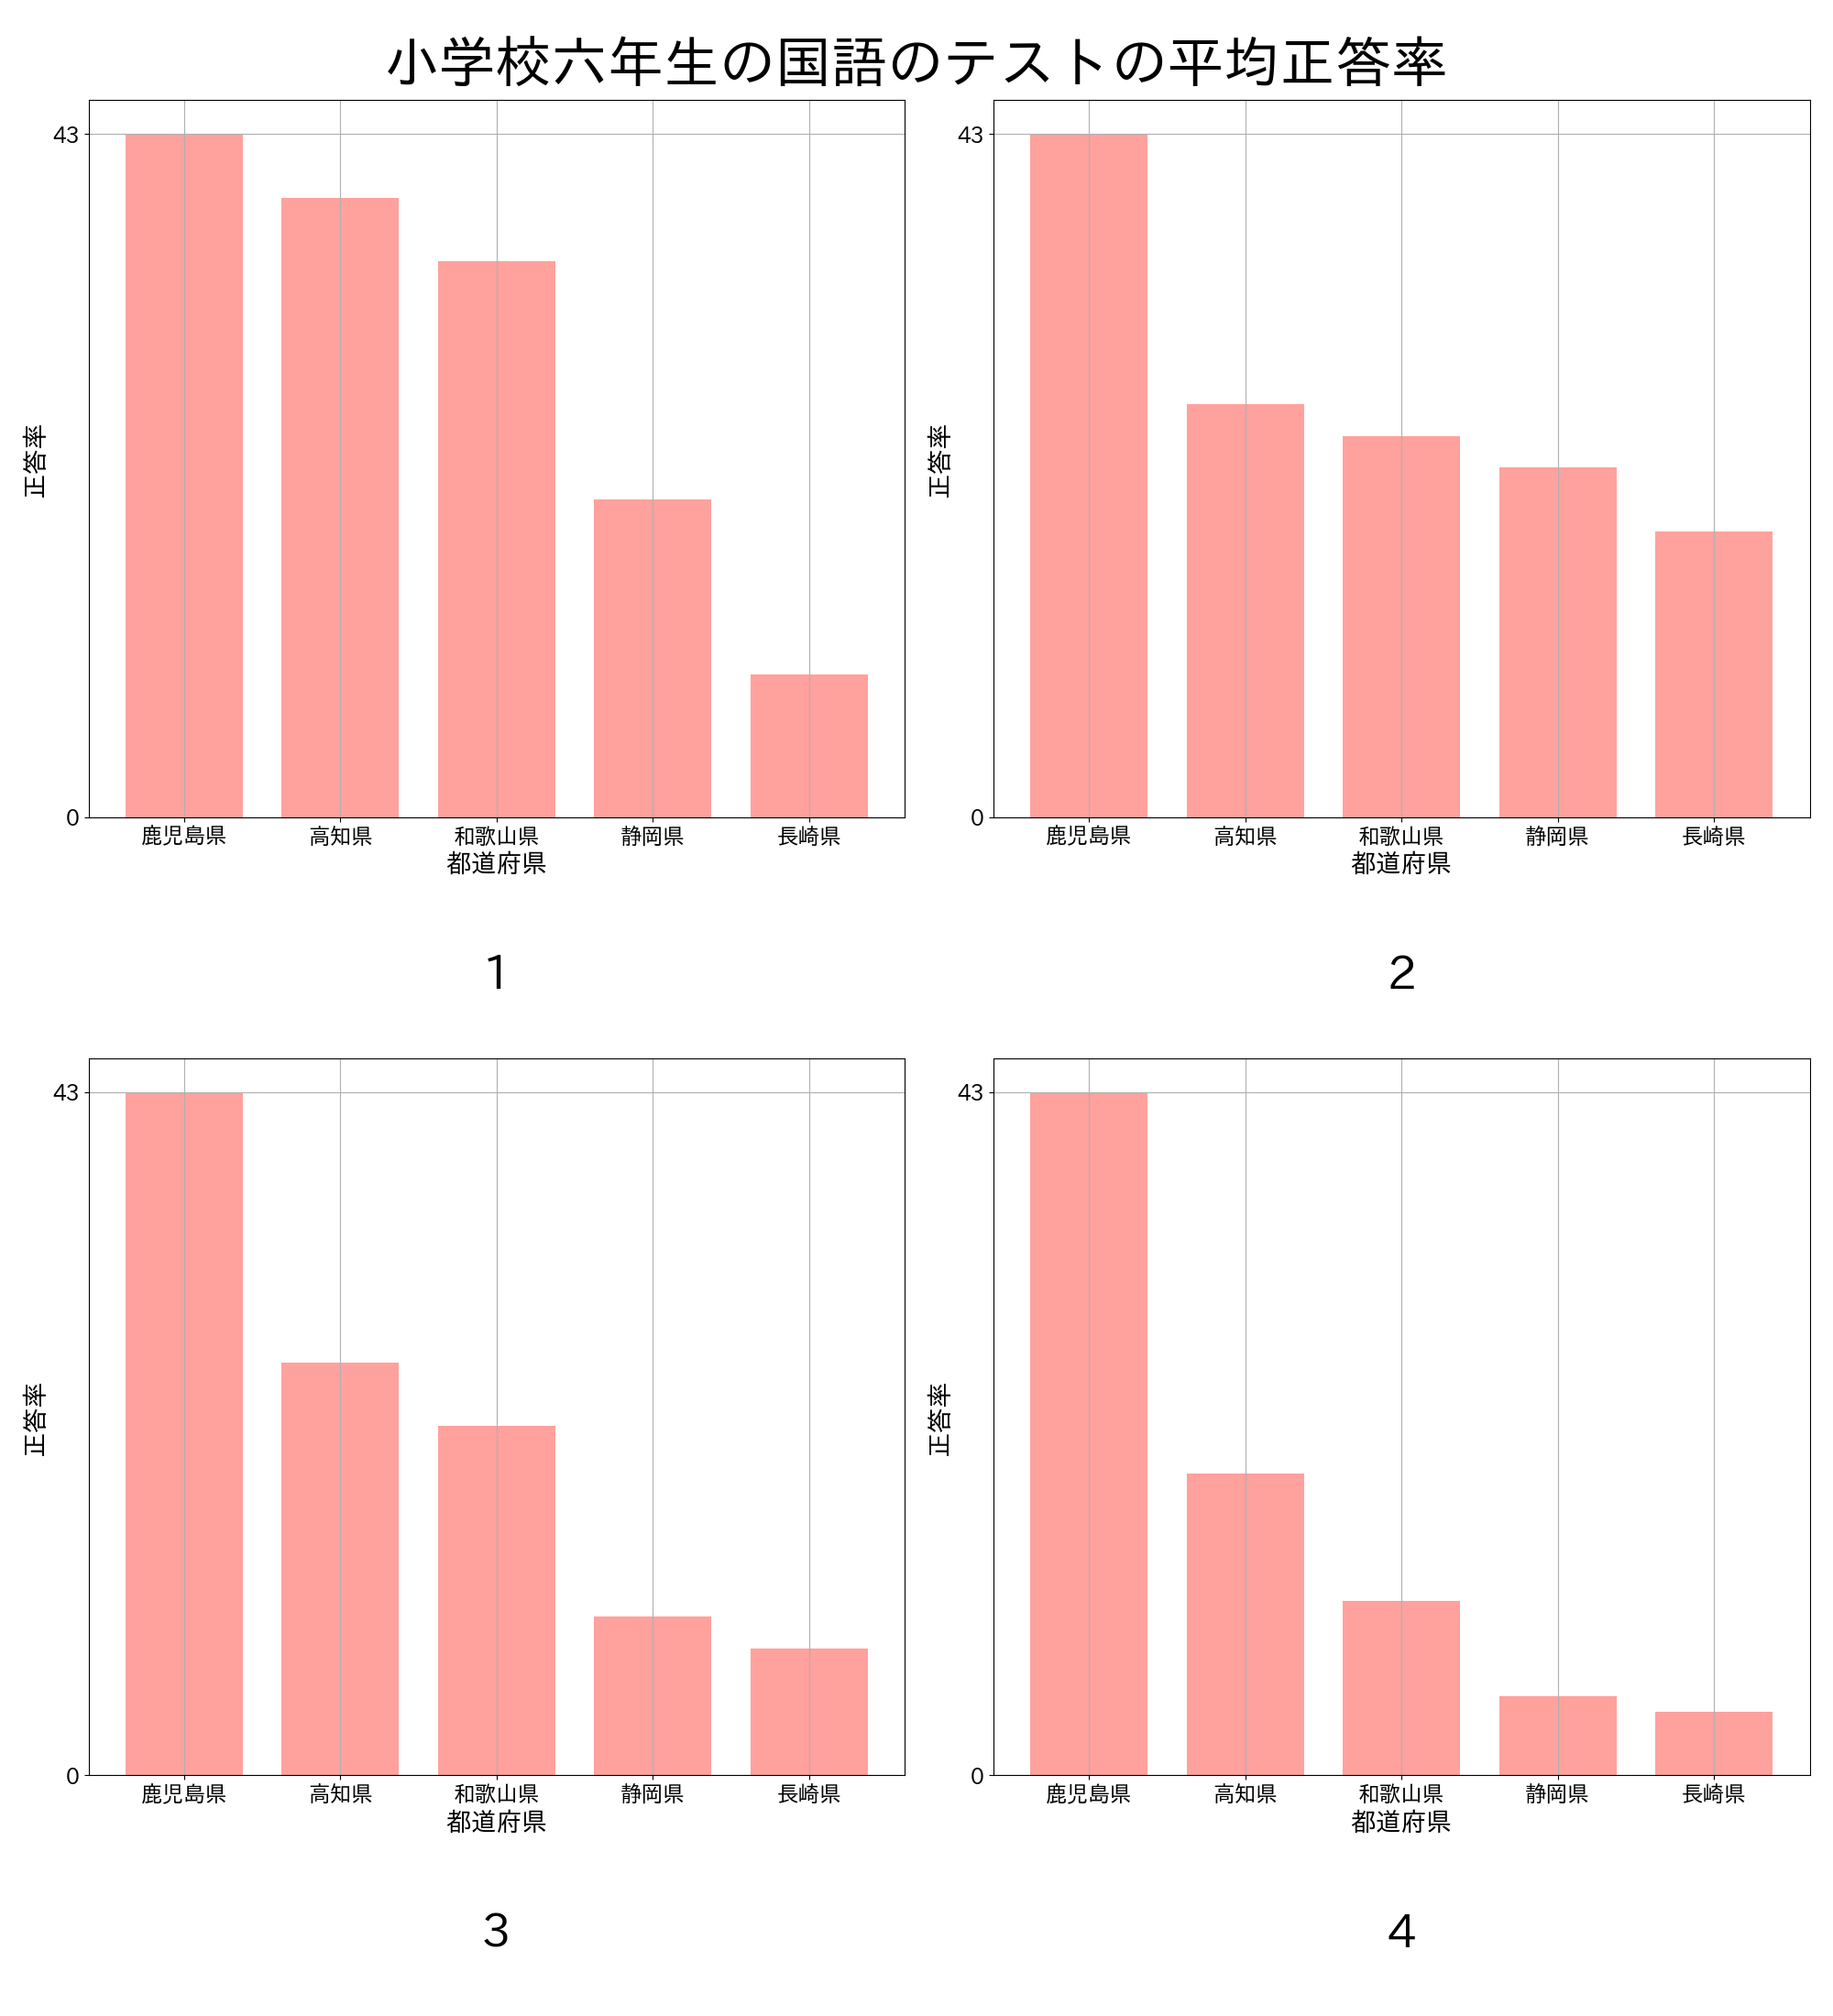 小学校六年生の国語のテストの平均正答率
43
正答率
0
鹿児島県 高知県 和歌山県 静岡県 長崎県
都道府県
1
43
正答率
0
鹿児島県 高知県 和歌山県 静岡県 長崎県
都道府県
2
43
正答率
0
鹿児島県 高知県 和歌山県 静岡県 長崎県
都道府県
3
43
正答率
0
鹿児島県 高知県 和歌山県 静岡県 長崎県
都道府県
4